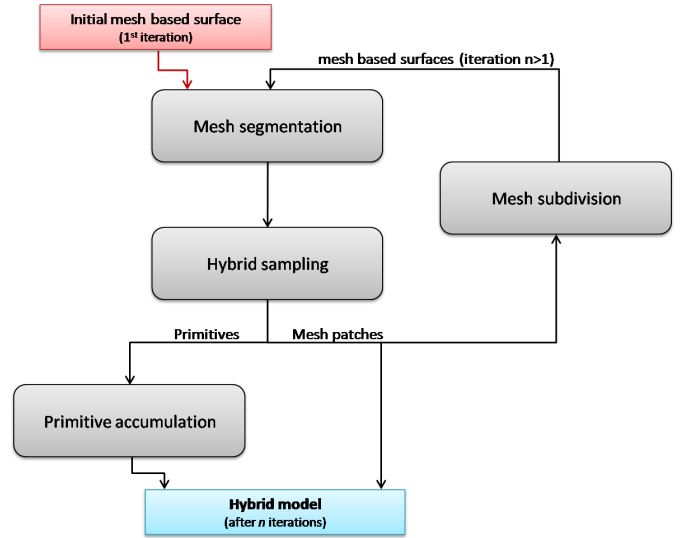 Initial mesh based surface
(1st iteration)
mesh based surfaces (iteration n>1)
Mesh segmentation
Mesh subdivision
Hybrid sampling
Primitives
Mesh patches
Primitive accumulation
Hybrid model
(after n iterations)